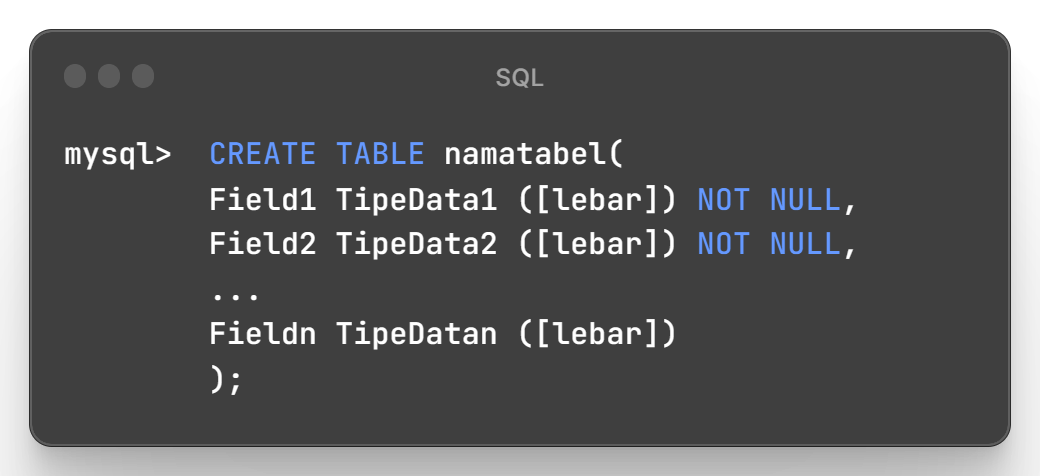 SQL
mysql> CREATE TABLE namatabel(
Field1 TipeData1 ([lebar]) NOT NULL,
Field2 TipeData2 ([lebar]) NOT NULL,
...
Fieldn TipeDatan ([lebar])
);